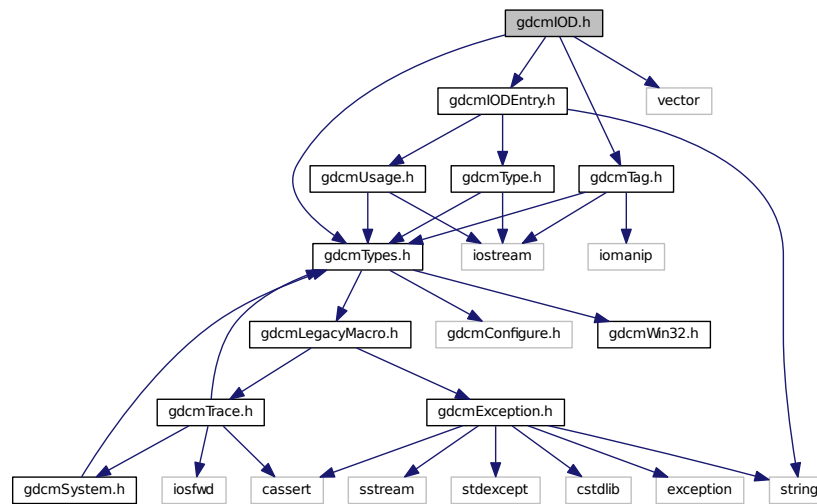 gdcmIOD.h
gdcmIODEntry.h
vector
gdcmUsage.h
gdcmType.h
gdcmTag.h
gdcmTypes.h
iostream
iomanip
gdcmLegacyMacro.h
gdcmConfigure.h
gdcmWin32.h
gdcmTrace.h
gdcmException.h
gdcmSystem.h
iosfwd
cassert
sstream
stdexcept
cstdlib
exception
string